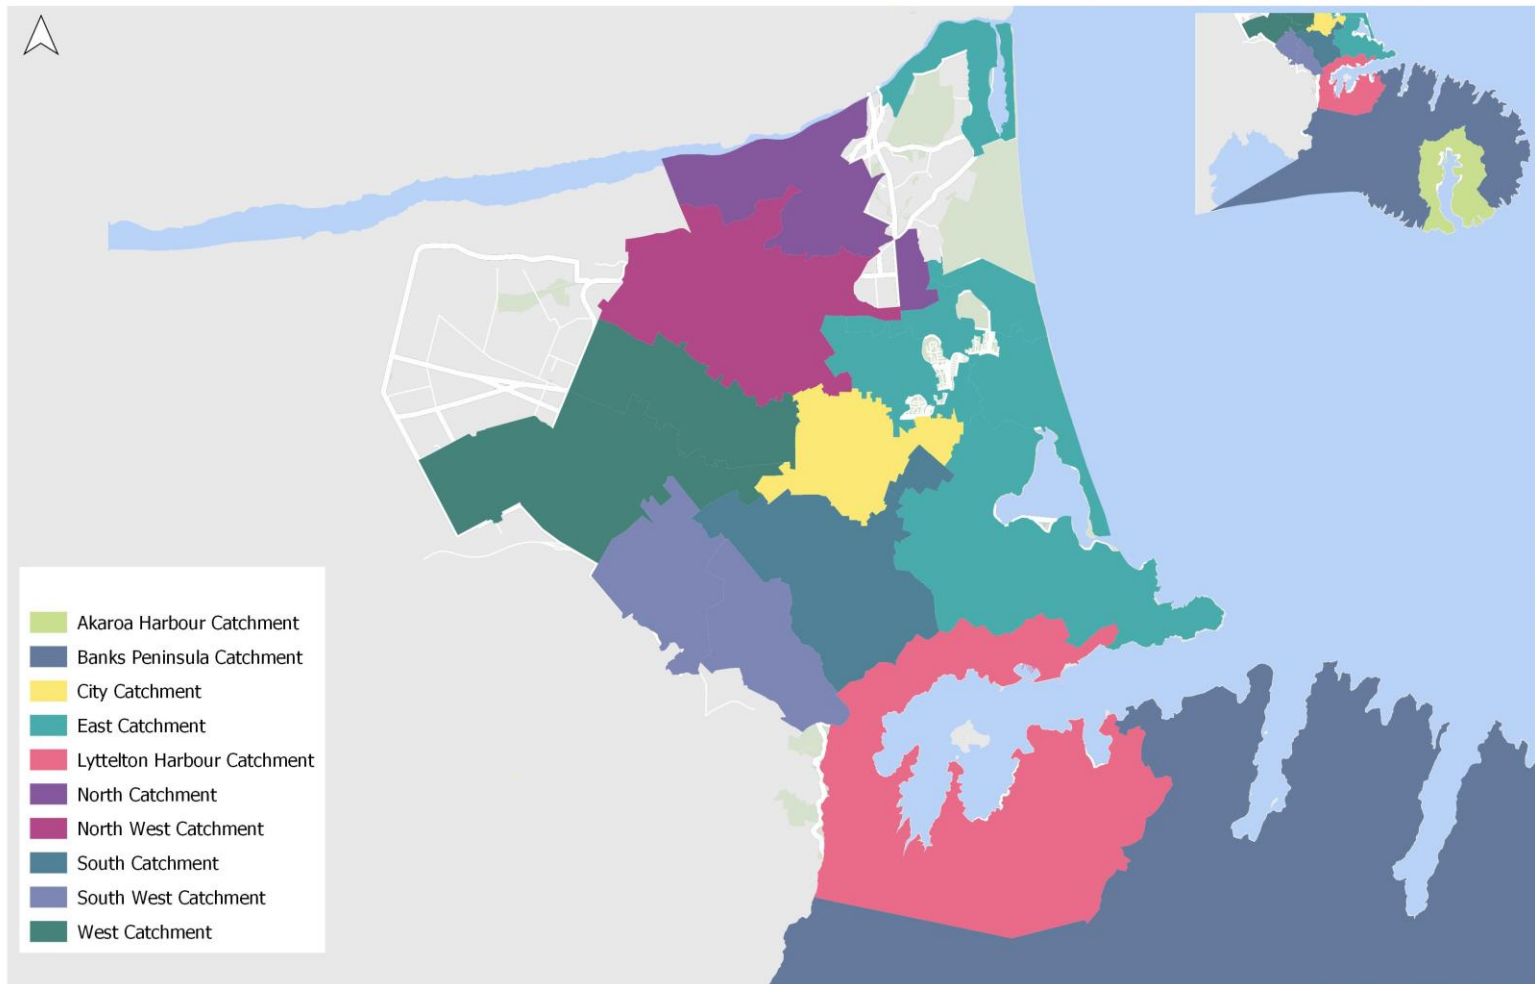 Akaroa Harbour Catchment
Banks Peninsula Catchment
City Catchment
East Catchment
Lyttelton Harbour Catchment
North Catchment
North West Catchment
South Catchment
South West Catchment
West Catchment